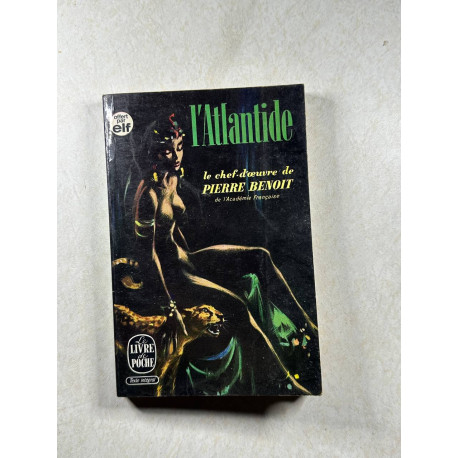 offert
par
elf
l'Atlantide
le chef-d'œuvre de
PIERRE BENOIT
de l'Académie Française
Le
LIVRE
de
POCHE
Texte intégral